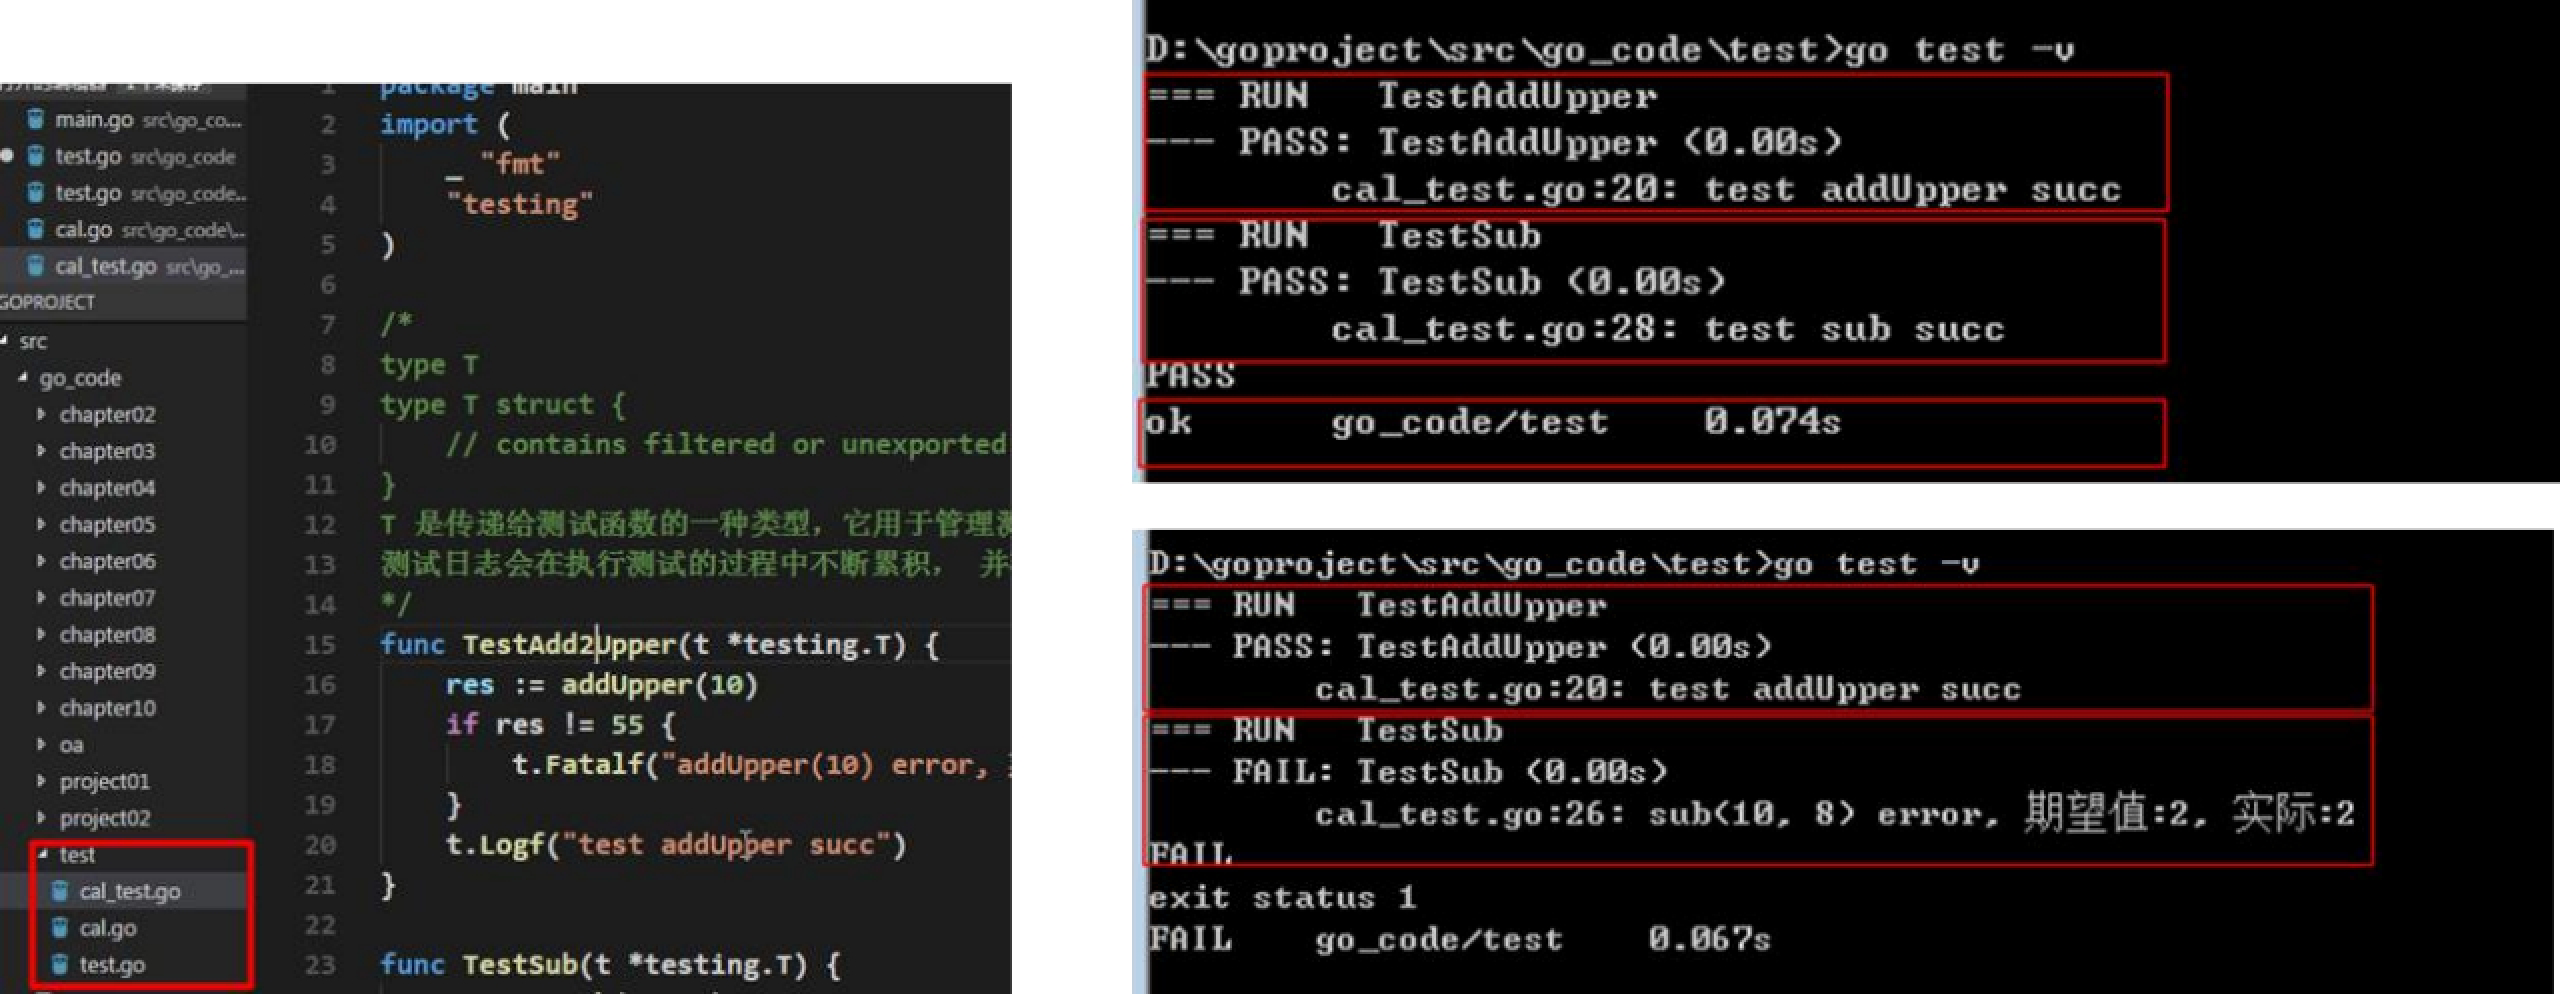 main.go src\go_co...
test.go src\go_code
test.go src\go_code..
cal.go src\go_code\..
cal_test.go src\go_...
GOPROJECT
src
go_code
chapter02
chapter03
chapter04
chapter05
chapter06
chapter07
chapter08
chapter09
chapter10
oa
project01
project02
test
cal_test.go
cal.go
test.go
1 package main
2 import (
3 _ "fmt"
4 "testing"
5 )
6
7 /*
8 type T
9 type T struct {
10 // contains filtered or unexported
11 }
12 T 是传递给测试函数的一种类型，它用于管理测
13 测试日志会在执行测试的过程中不断累积， 并
14 */
15 func TestAdd2Upper(t *testing.T) {
16 res := addUpper(10)
17 if res != 55 {
18 t.Fatalf("addUpper(10) error,
19 }
20 t.Logf("test addUpper succ")
21 }
22
23 func TestSub(t *testing.T) {
D:\goproject\src\go_code\test>go test -v
=== RUN TestAddUpper
--- PASS: TestAddUpper (0.00s)
cal_test.go:20: test addUpper succ
=== RUN TestSub
--- PASS: TestSub (0.00s)
cal_test.go:28: test sub succ
PASS
ok go_code/test 0.074s
D:\goproject\src\go_code\test>go test -v
=== RUN TestAddUpper
--- PASS: TestAddUpper (0.00s)
cal_test.go:20: test addUpper succ
=== RUN TestSub
--- FAIL: TestSub (0.00s)
cal_test.go:26: sub(10, 8) error, 期望值:2, 实际:2
FAIL
exit status 1
FAIL go_code/test 0.067s